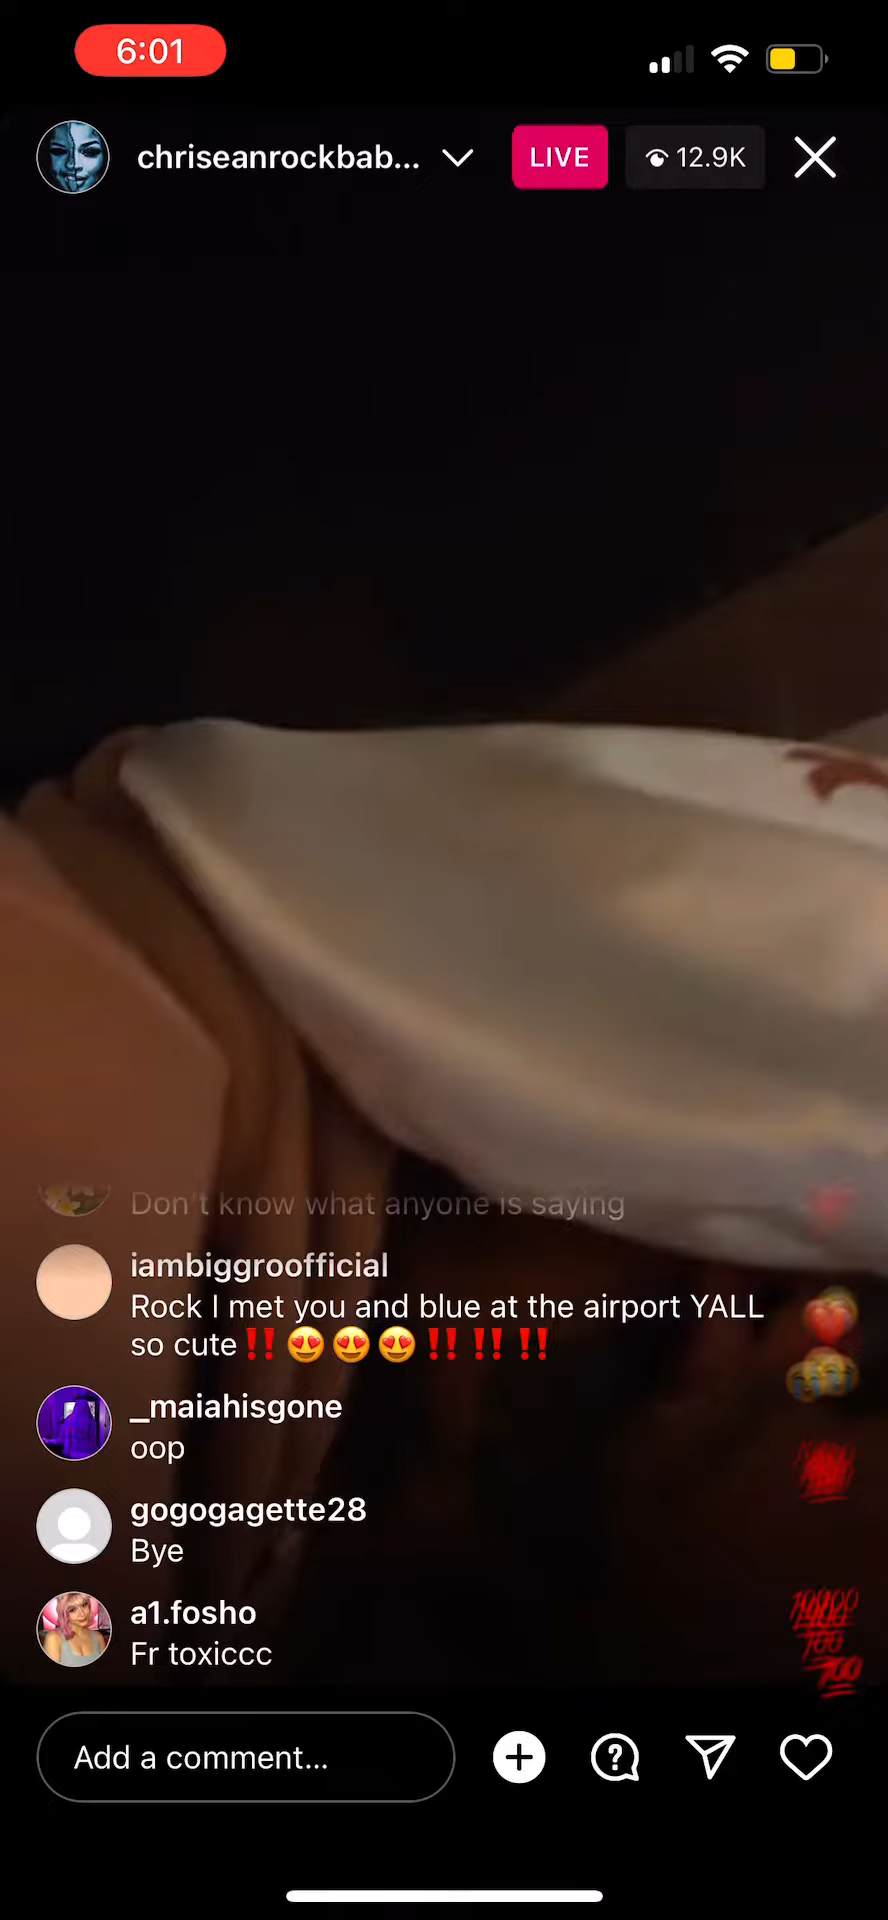 6:01
chriseanrockbab...
LIVE
12.9K
Don't know what anyone is saying
iambiggroofficial
Rock I met you and blue at the airport YALL
so cute‼️😍😍😍‼️‼️‼️
_maiahisgone
oop
gogogagette28
Bye
a1.fosho
Fr toxiccc
Add a comment...